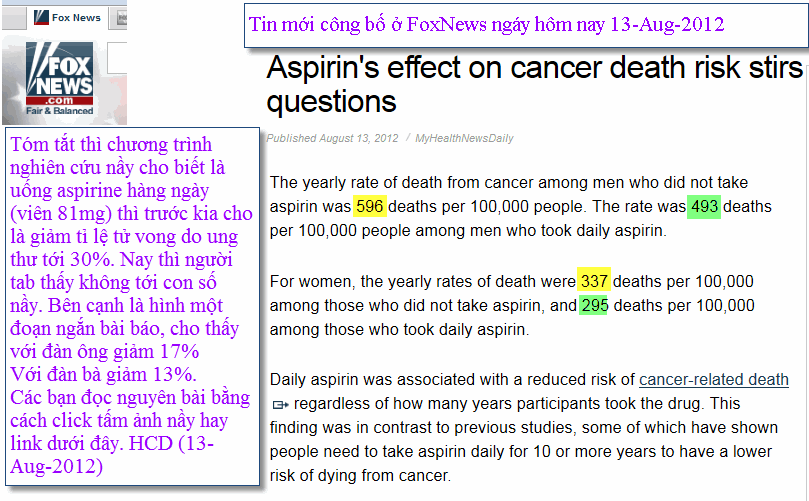 Fox News
Tin mới công bố ở FoxNews ngáy hôm nay 13-Aug-2012
FOX
NEWS
.com
Fair & Balanced
Aspirin's effect on cancer death risk stirs
questions
Published August 13, 2012 / MyHealthNewsDaily
Tóm tắt thì chương trình
nghiên cứu nầy cho biết là
uống aspirine hàng ngày
(viên 81mg) thì trước kia cho
là giảm tỉ lệ tử vong do ung
thư tới 30%. Nay thì người
tab thấy không tới con số
nầy. Bên cạnh là hình một
đoạn ngắn bài báo, cho thấy
với đàn ông giảm 17%
Với đàn bà giảm 13%.
Các bạn đọc nguyên bài bằng
cách click tấm ảnh nầy hay
link dưới đây. HCD (13-
Aug-2012)
The yearly rate of death from cancer among men who did not take
aspirin was 596 deaths per 100,000 people. The rate was 493 deaths
per 100,000 people among men who took daily aspirin.
For women, the yearly rates of death were 337 deaths per 100,000
among those who did not take aspirin, and 295 deaths per 100,000
among those who took daily aspirin.
Daily aspirin was associated with a reduced risk of cancer-related death
regardless of how many years participants took the drug. This
finding was in contrast to previous studies, some of which have shown
people need to take aspirin daily for 10 or more years to have a lower
risk of dying from cancer.